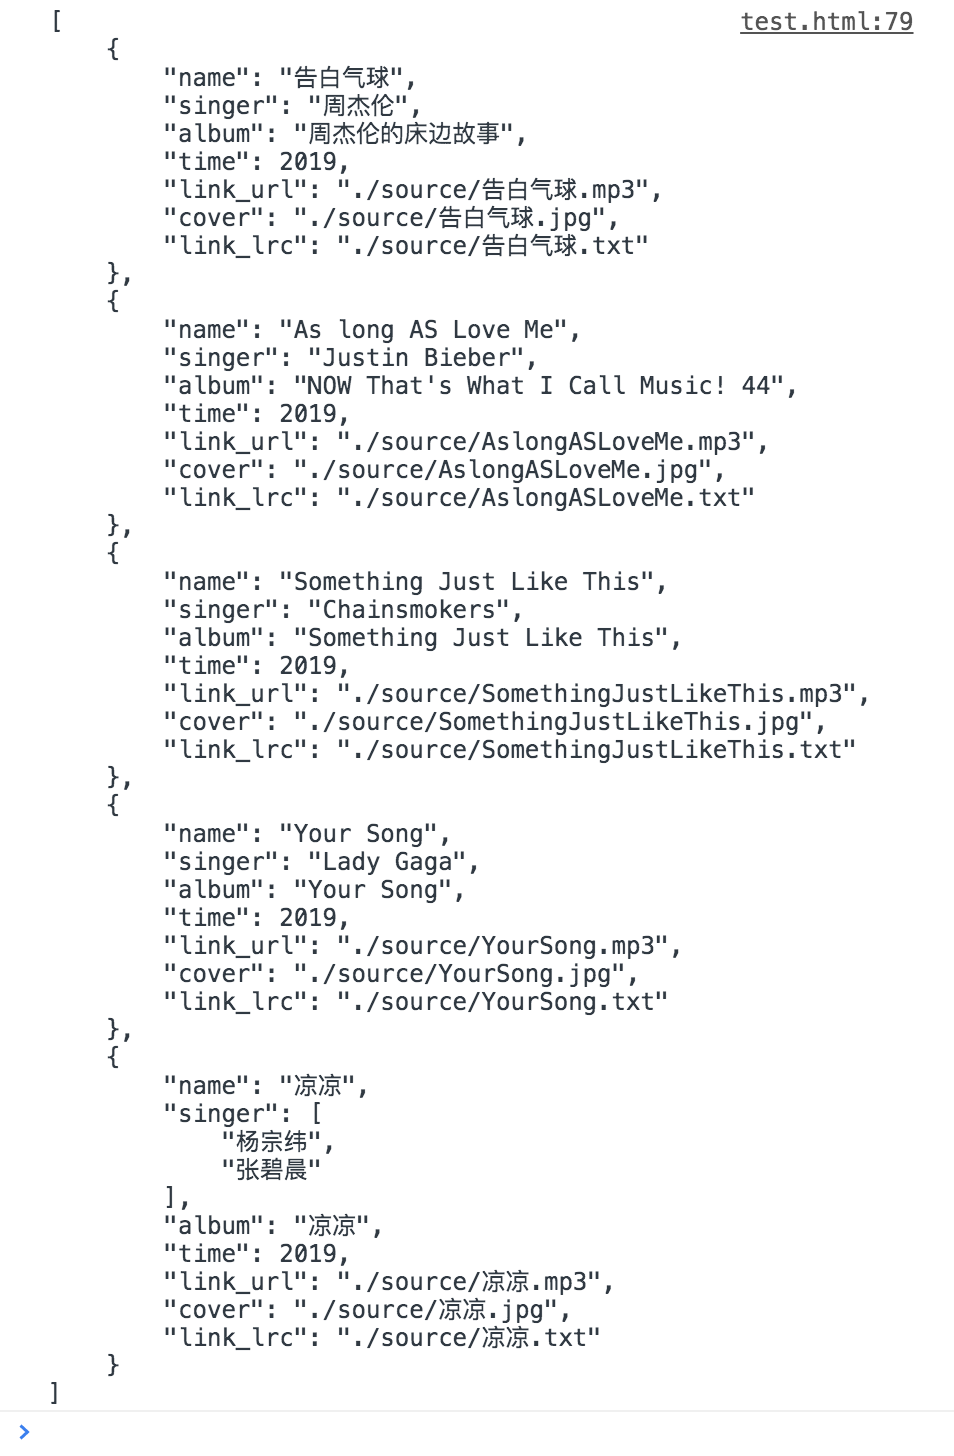 [ test.html:79
{
"name": "告白气球",
"singer": "周杰伦",
"album": "周杰伦的床边故事",
"time": 2019,
"link_url": "./source/告白气球.mp3",
"cover": "./source/告白气球.jpg",
"link_lrc": "./source/告白气球.txt"
},
{
"name": "As long AS Love Me",
"singer": "Justin Bieber",
"album": "NOW That's What I Call Music! 44",
"time": 2019,
"link_url": "./source/AslongASLoveMe.mp3",
"cover": "./source/AslongASLoveMe.jpg",
"link_lrc": "./source/AslongASLoveMe.txt"
},
{
"name": "Something Just Like This",
"singer": "Chainsmokers",
"album": "Something Just Like This",
"time": 2019,
"link_url": "./source/SomethingJustLikeThis.mp3",
"cover": "./source/SomethingJustLikeThis.jpg",
"link_lrc": "./source/SomethingJustLikeThis.txt"
},
{
"name": "Your Song",
"singer": "Lady Gaga",
"album": "Your Song",
"time": 2019,
"link_url": "./source/YourSong.mp3",
"cover": "./source/YourSong.jpg",
"link_lrc": "./source/YourSong.txt"
},
{
"name": "凉凉",
"singer": [
"杨宗纬",
"张碧晨"
],
"album": "凉凉",
"time": 2019,
"link_url": "./source/凉凉.mp3",
"cover": "./source/凉凉.jpg",
"link_lrc": "./source/凉凉.txt"
}
]